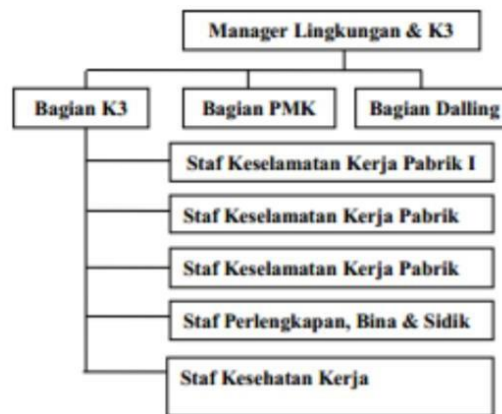 Manager Lingkungan & K3
Bagian K3
Bagian PMK
Bagian Dalling
Staf Keselamatan Kerja Pabrik I
Staf Keselamatan Kerja Pabrik
Staf Keselamatan Kerja Pabrik
Staf Perlengkapan, Bina & Sidik
Staf Kesehatan Kerja